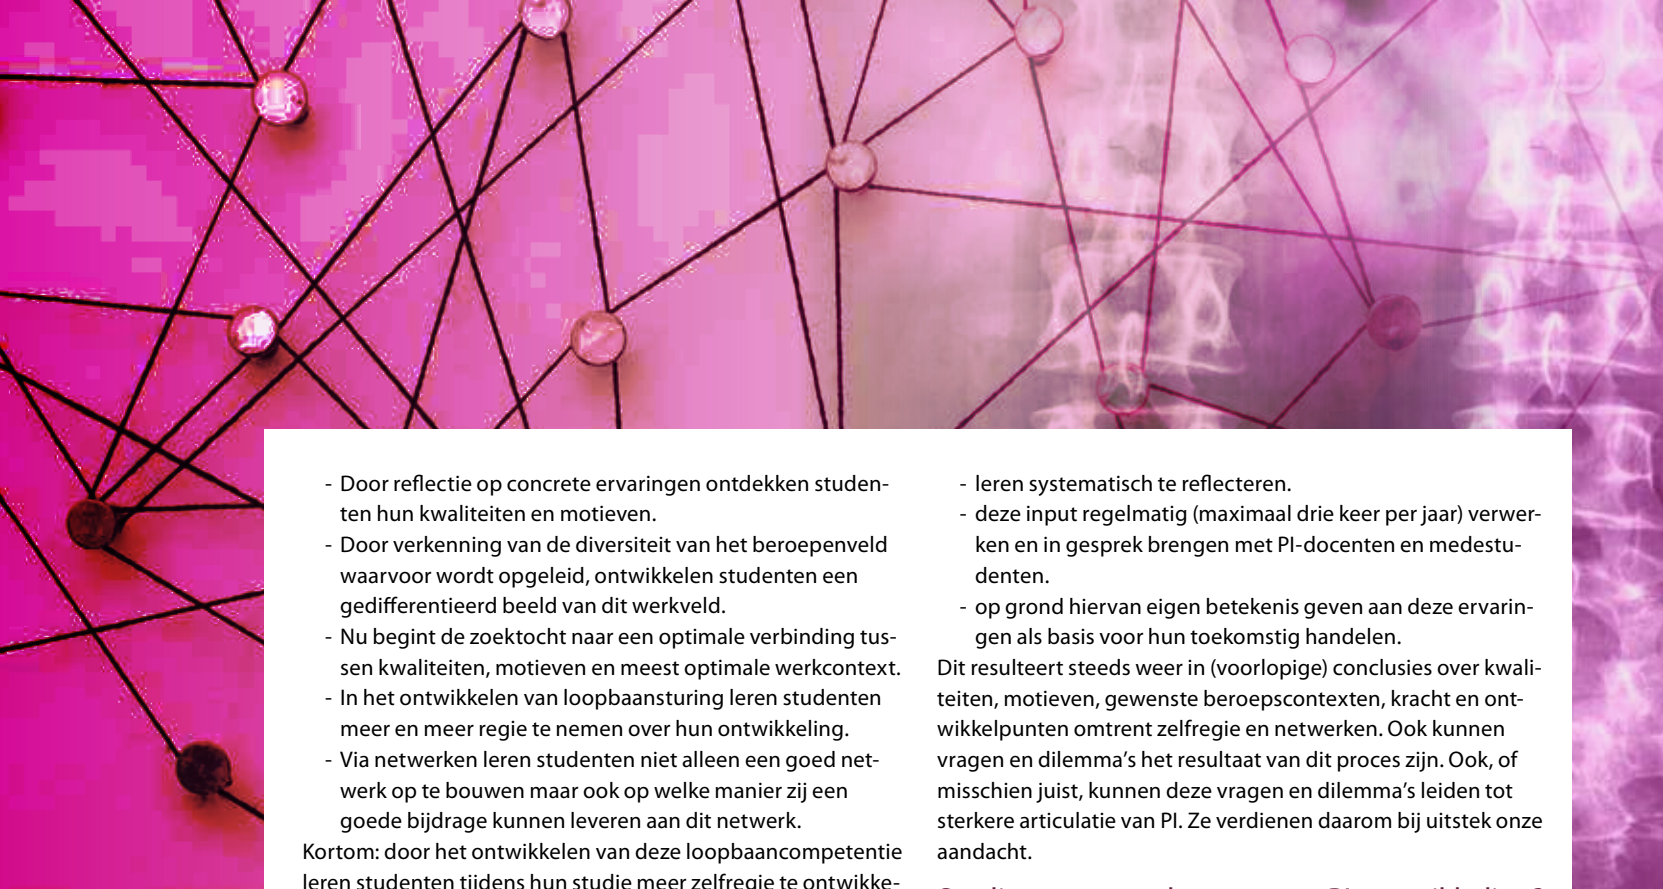 - Door reflectie op concrete ervaringen ontdekken studen-
ten hun kwaliteiten en motieven.
- Door verkenning van de diversiteit van het beroepenveld
waarvoor wordt opgeleid, ontwikkelen studenten een
gedifferentieerd beeld van dit werkveld.
- Nu begint de zoektocht naar een optimale verbinding tus-
sen kwaliteiten, motieven en meest optimale werkcontext.
- In het ontwikkelen van loopbaansturing leren studenten
meer en meer regie te nemen over hun ontwikkeling.
- Via netwerken leren studenten niet alleen een goed net-
werk op te bouwen maar ook op welke manier zij een
goede bijdrage kunnen leveren aan dit netwerk.
Kortom: door het ontwikkelen van deze loopbaancompetentie
leren studenten tijdens hun studie meer zelfregie te ontwikke-
- leren systematisch te reflecteren.
- deze input regelmatig (maximaal drie keer per jaar) verwer-
ken en in gesprek brengen met PI-docenten en medestu-
denten.
- op grond hiervan eigen betekenis geven aan deze ervarin-
gen als basis voor hun toekomstig handelen.
Dit resulteert steeds weer in (voorlopige) conclusies over kwali-
teiten, motieven, gewenste beroepscontexten, kracht en ont-
wikkelpunten omtrent zelfregie en netwerken. Ook kunnen
vragen en dilemma's het resultaat van dit proces zijn. Ook, of
misschien juist, kunnen deze vragen en dilemma's leiden tot
sterkere articulatie van PI. Ze verdienen daarom bij uitstek onze
aandacht.